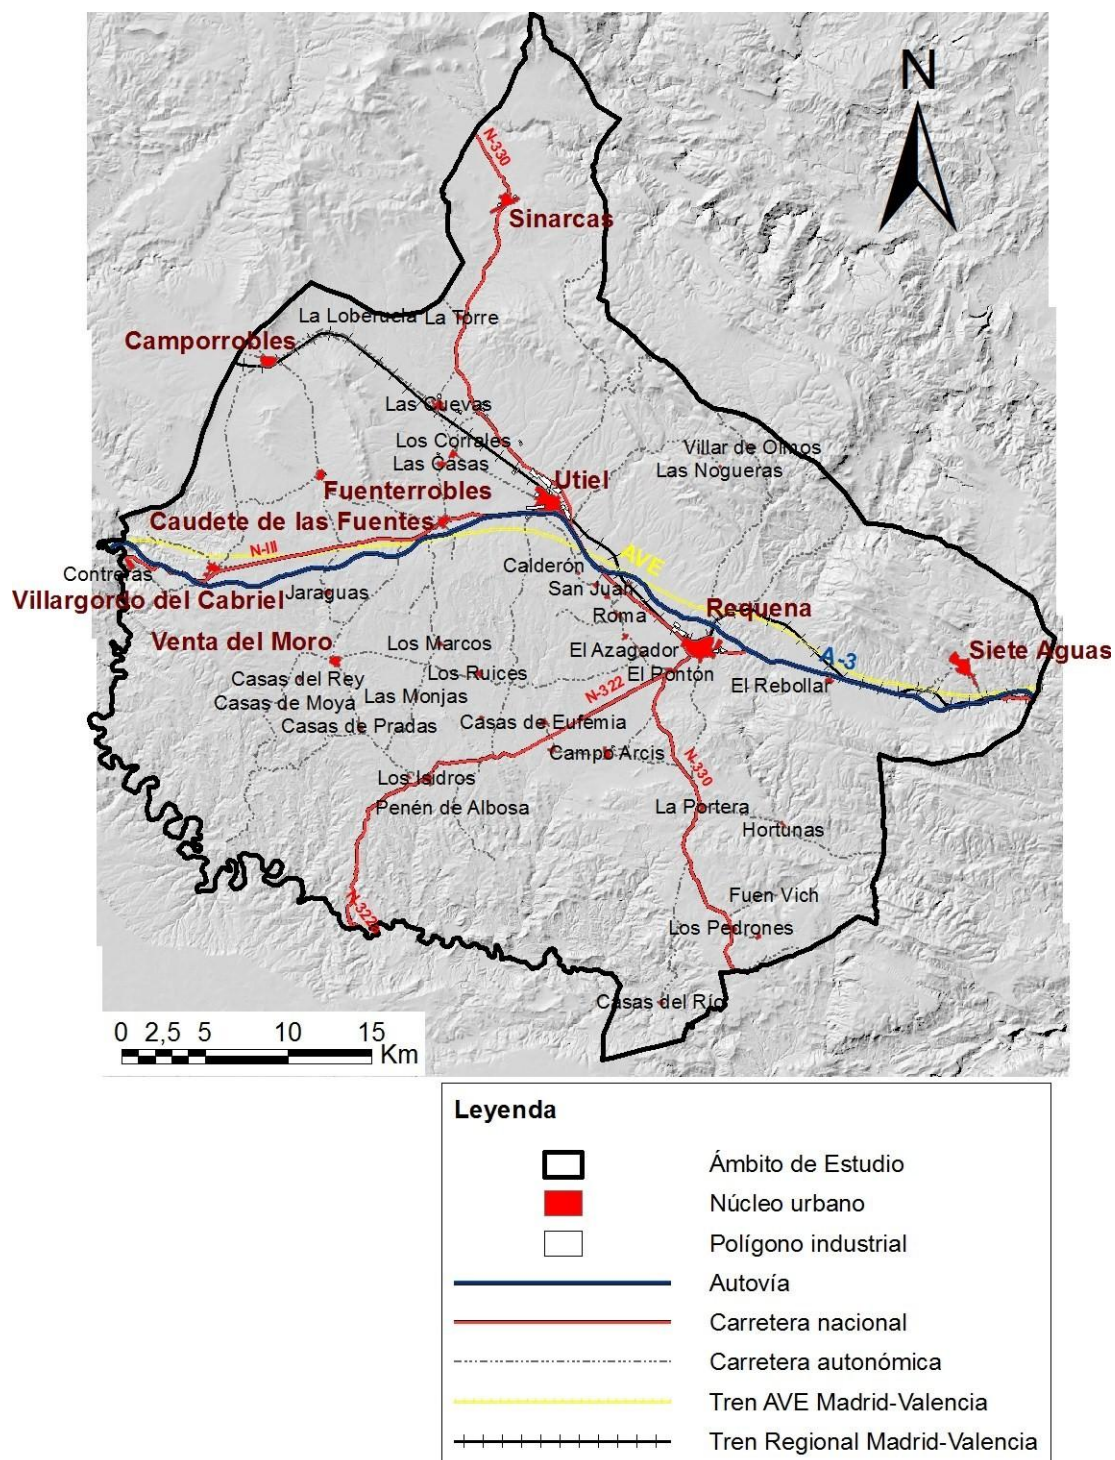 N
N-330
Sinarcas
La Loberuela
La Torre
Camporrobles
Las Cuevas
Los Corrales
Las Casas
Villar de Olmos
Las Nogueras
Utiel
Fuenterrobles
Caudete de las Fuentes
N-III
AVE
Contreras
Calderón
San Juan
Villargordo del Cabriel
Jaraguas
Roma
Requena
Venta del Moro
Los Marcos
El Azagador
A-3
Siete Aguas
Casas del Rey
Los Ruices
El Pontón
El Rebollar
Casas de Moya
Las Monjas
N-322
Casas de Pradas
Casas de Eufemia
Campo Arcis
N-330
Los Isidros
Penén de Albosa
La Portera
Hortunas
Fuen Vich
N-322
Los Pedrones
Casas del Río
0 2,5 5 10 15
Km
Leyenda
Ámbito de Estudio
Núcleo urbano
Polígono industrial
Autovía
Carretera nacional
Carretera autonómica
Tren AVE Madrid-Valencia
Tren Regional Madrid-Valencia